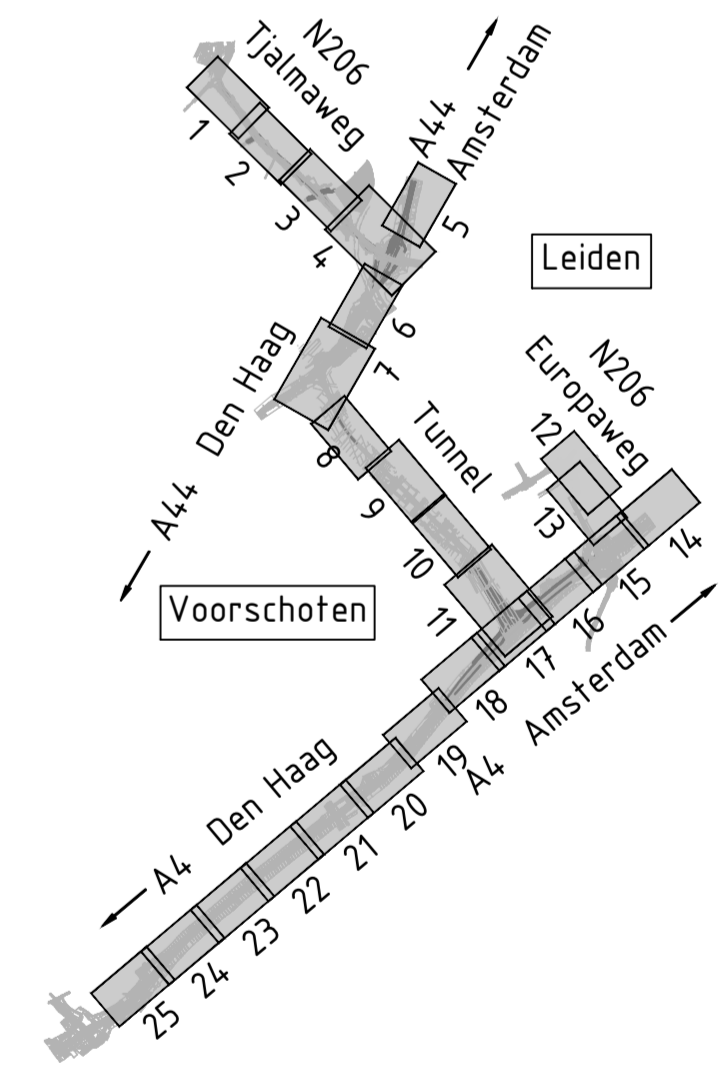 N206
Tjalmaweg
A44
Amsterdam
1
2
3
4
5
Leiden
6
7
A44 Den Haag
8
Tunnel
N206
Europaweg
9
10
11
12
13
14
15
16
17
Voorschoten
18
19
A4 Amsterdam
20
A4 Den Haag
21
22
23
24
25